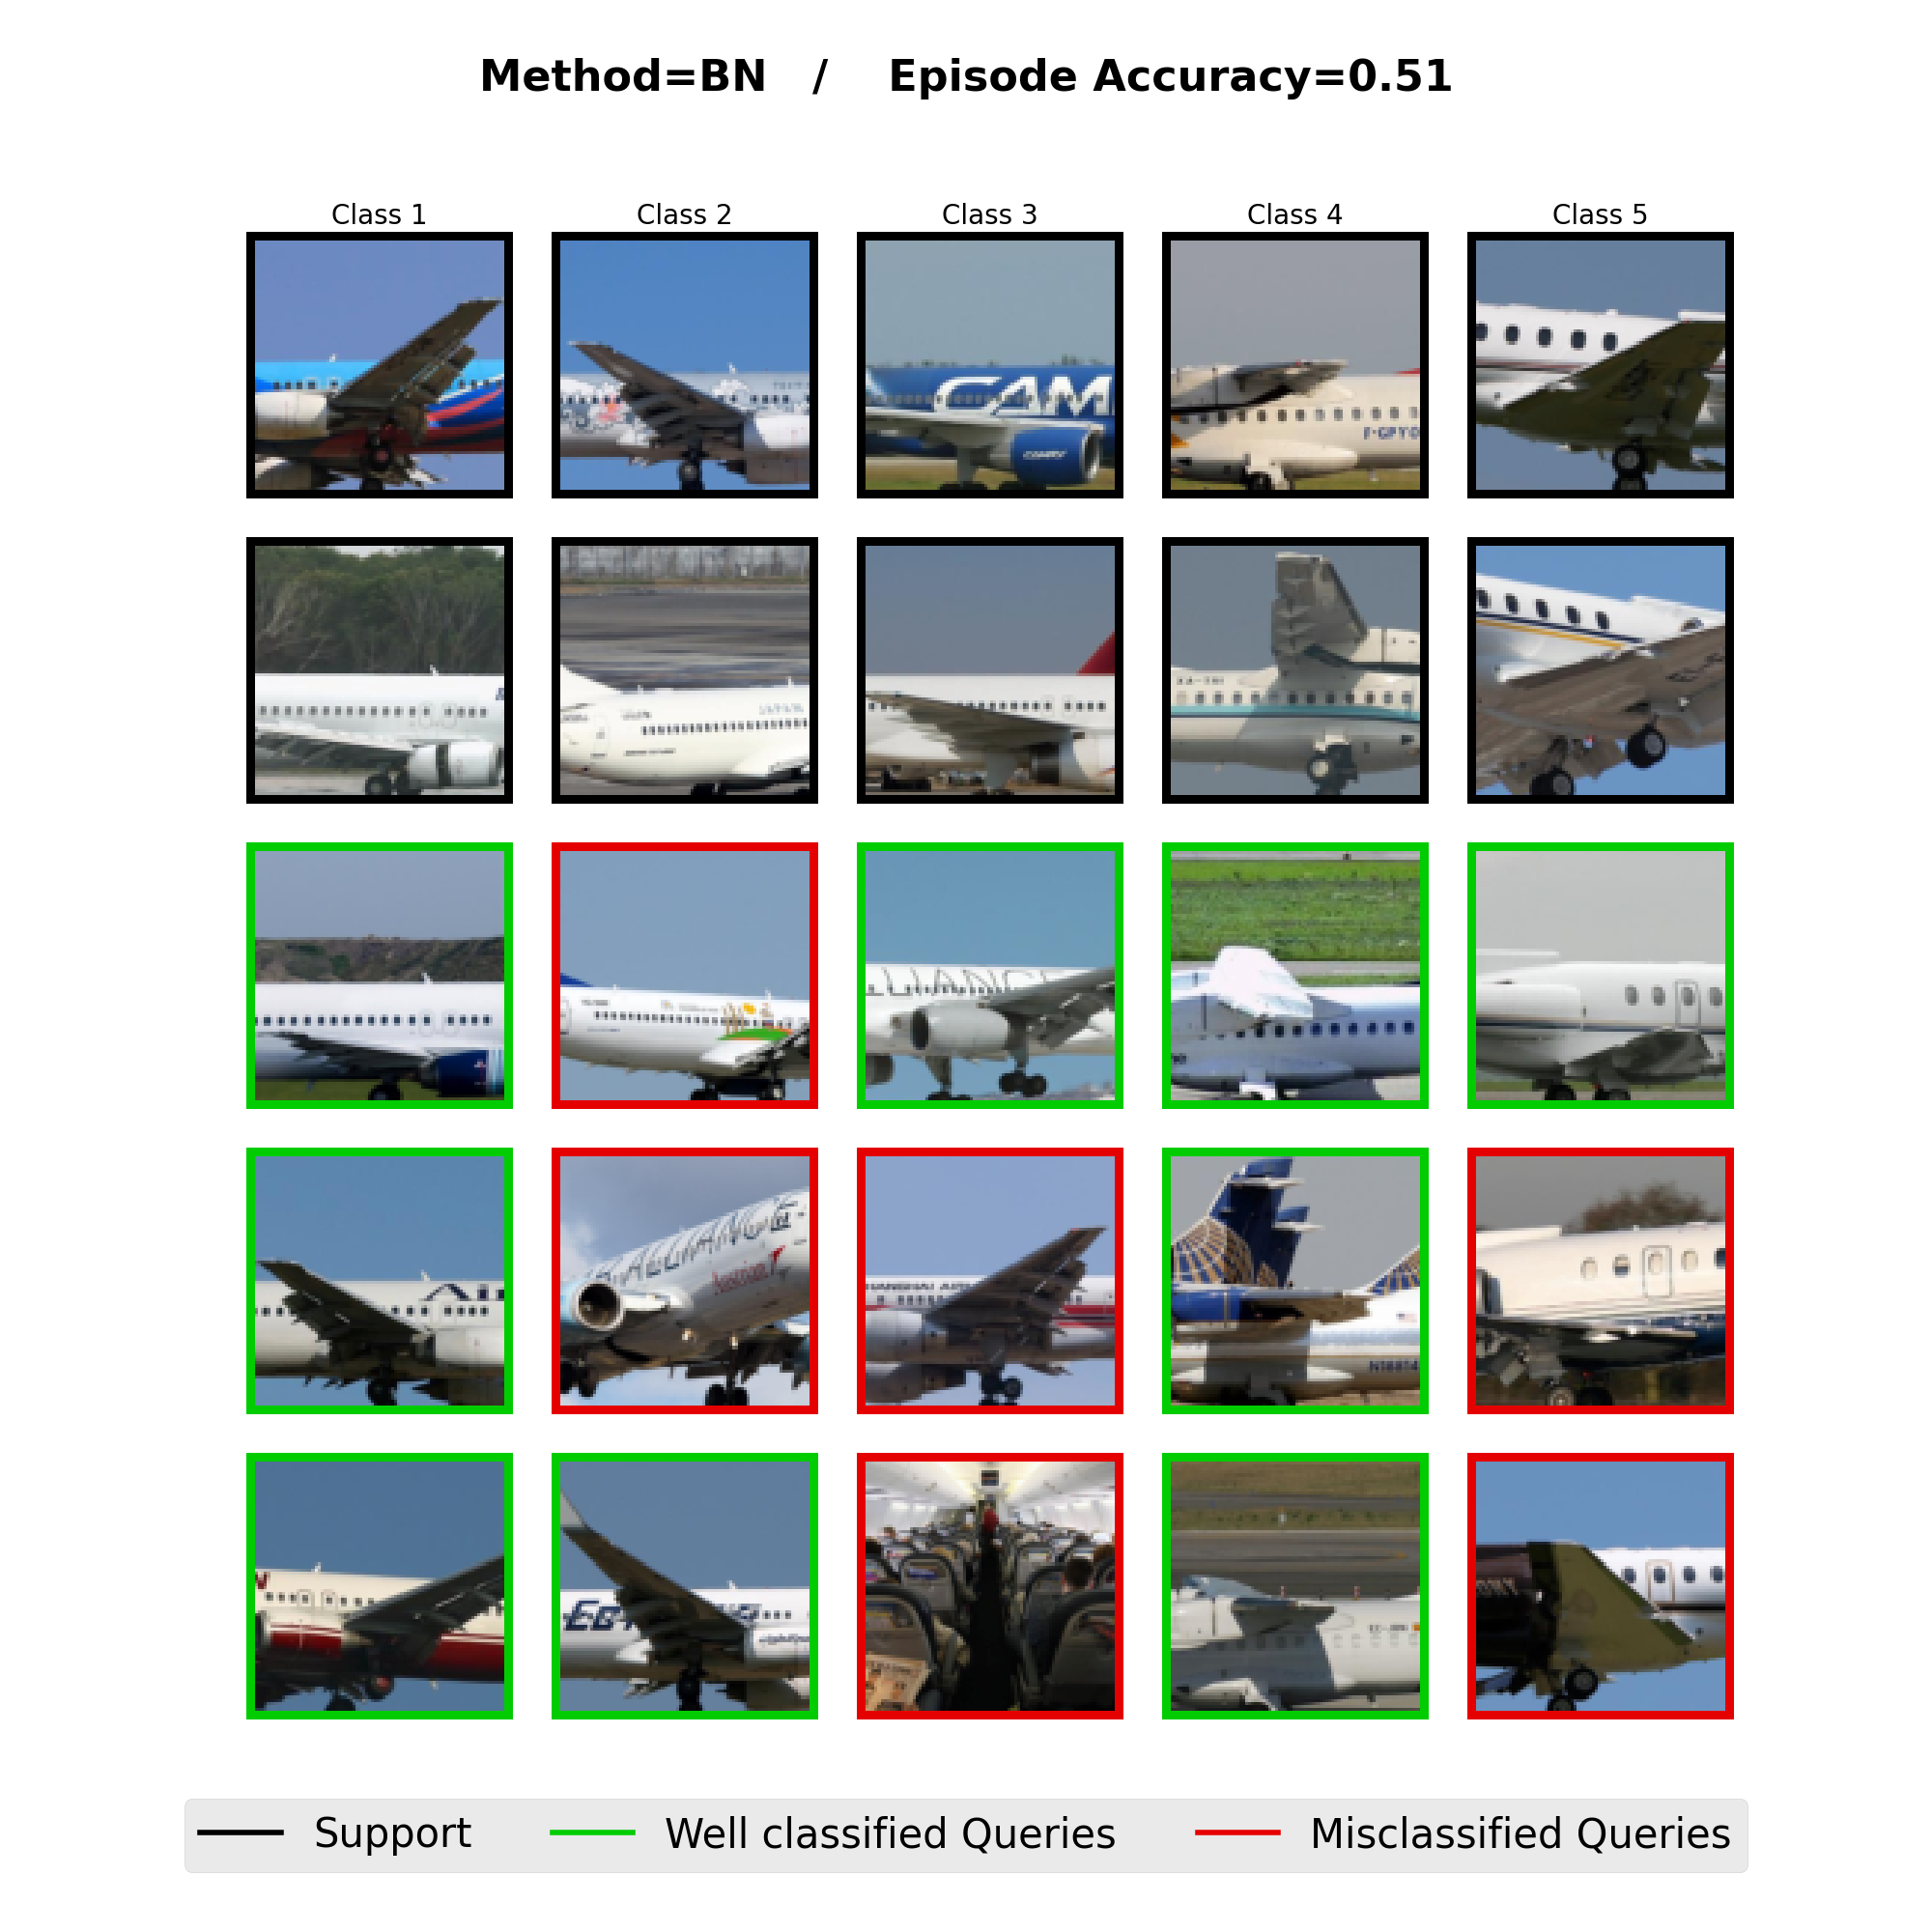 Method=BN / Episode Accuracy=0.51
Class 1 Class 2 Class 3 Class 4 Class 5
CAM
F-GPYO
Support Well classified Queries Misclassified Queries